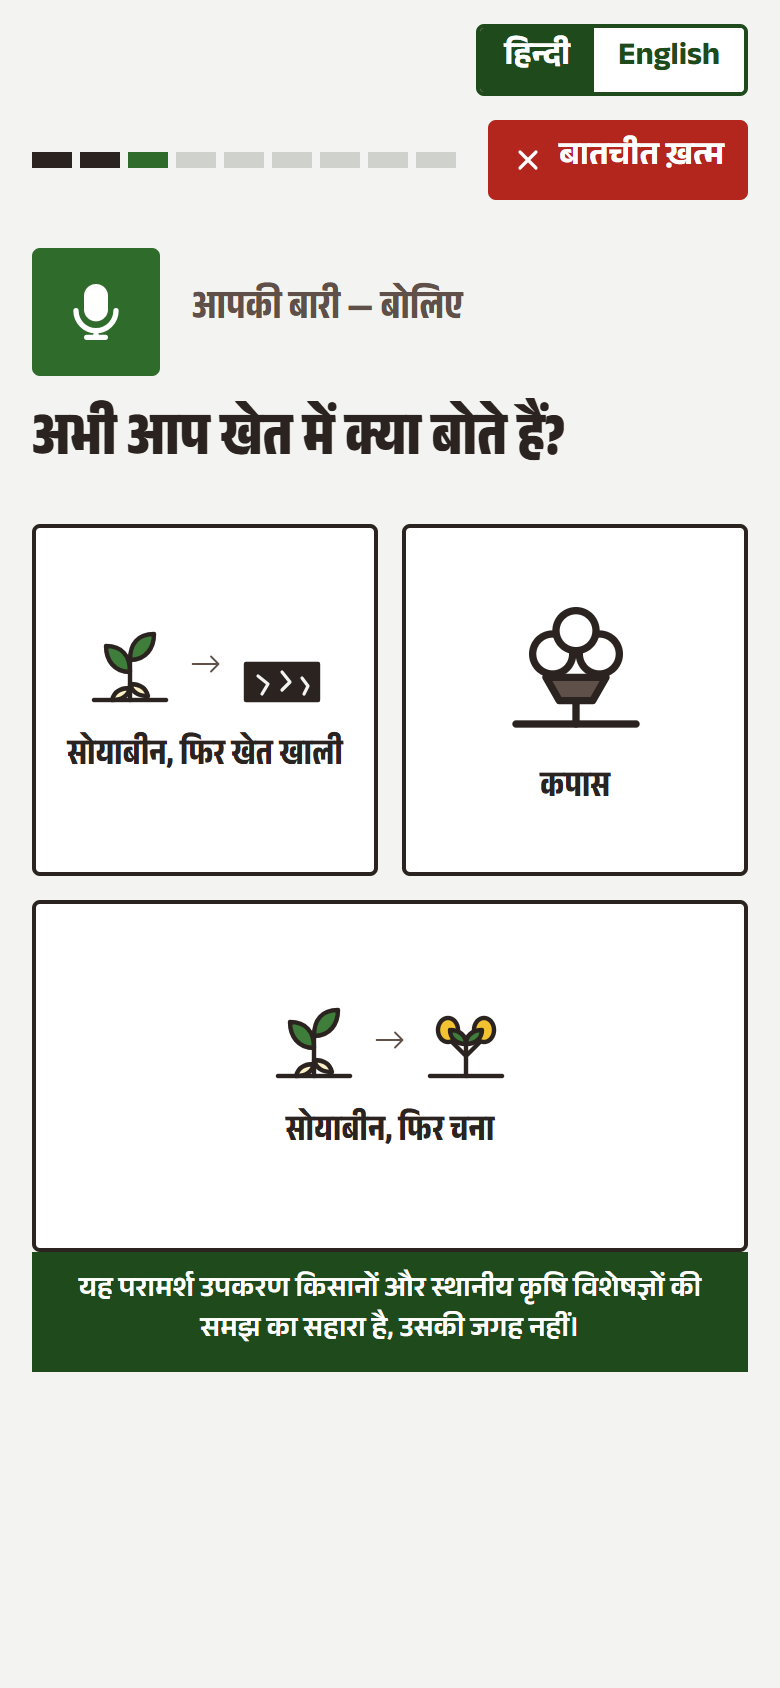 हिन्दी English
बातचीत ख़त्म
आपकी बारी – बोलिए
अभी आप खेत में क्या बोते हैं?
सोयाबीन, फिर खेत खाली
कपास
सोयाबीन, फिर चना
यह परामर्श उपकरण किसानों और स्थानीय कृषि विशेषज्ञों की
समझ का सहारा है, उसकी जगह नहीं।